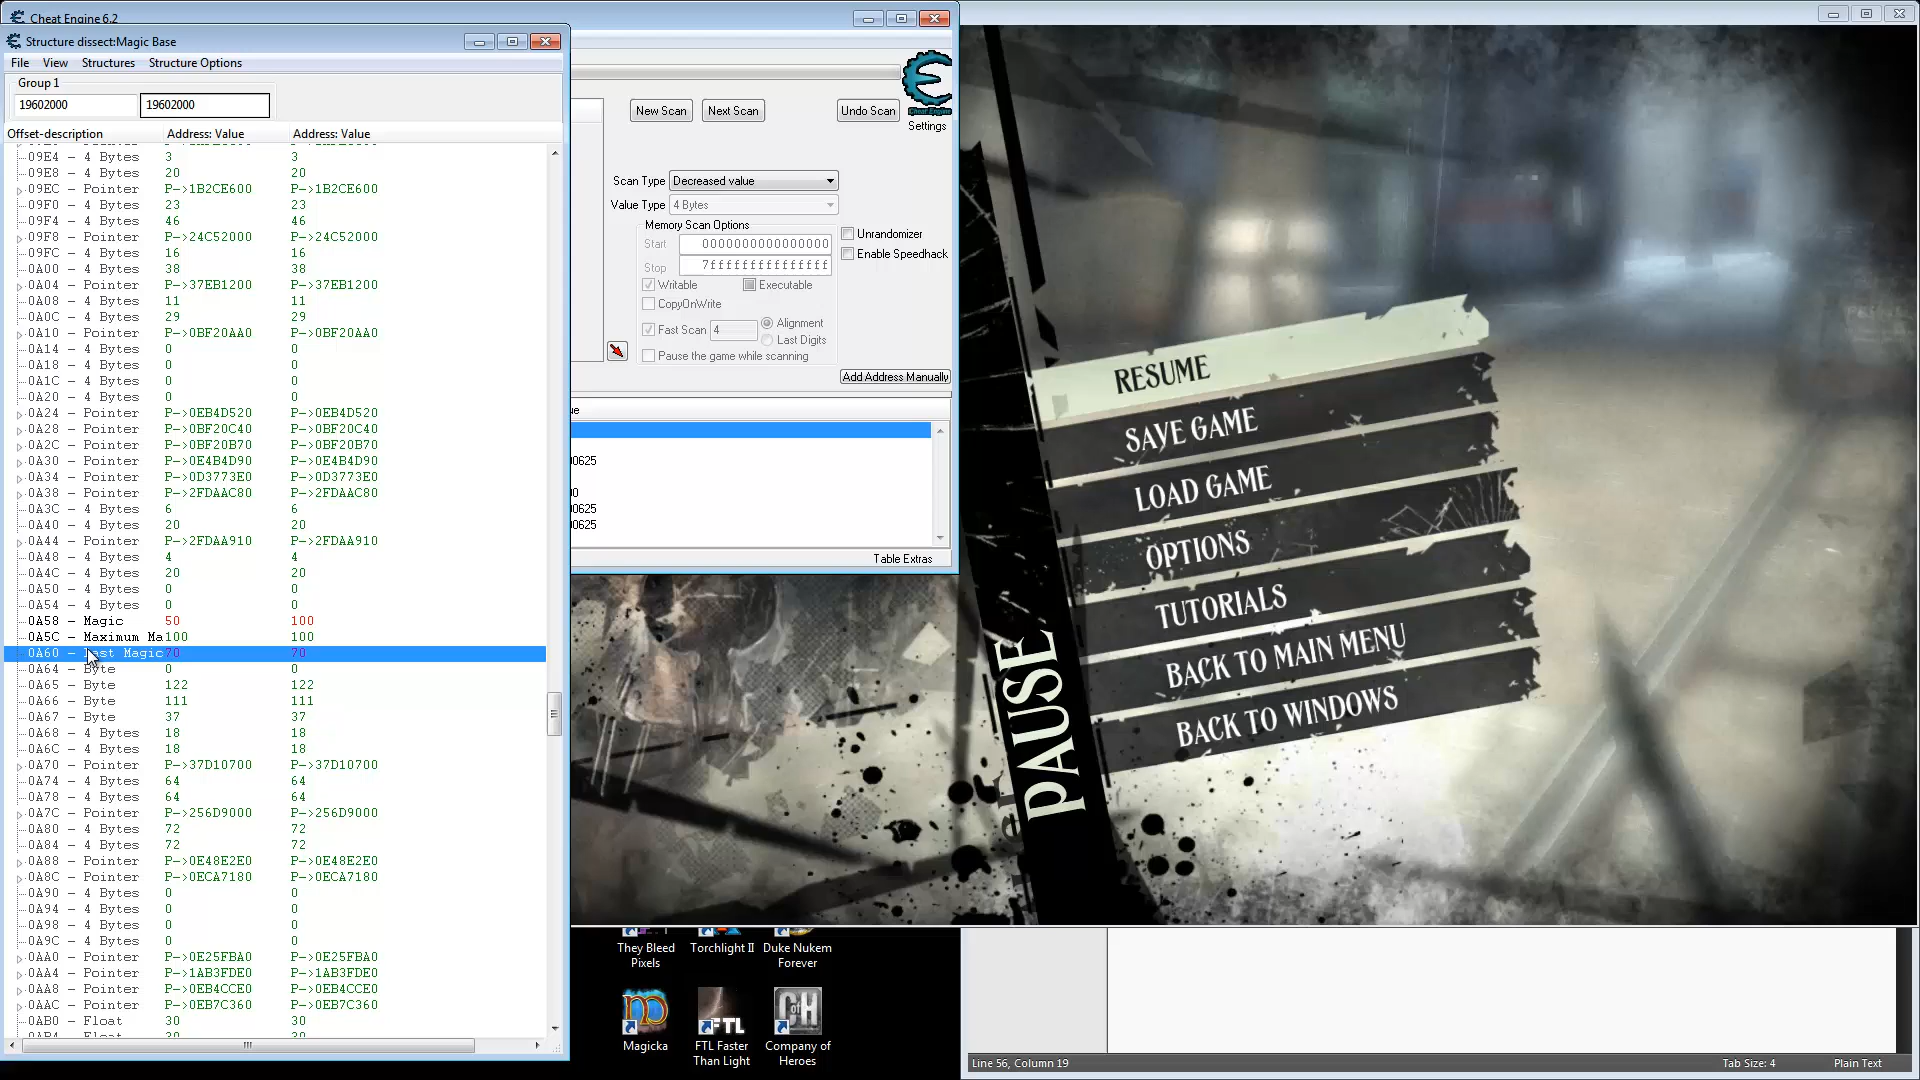 Cheat Engine 6.2
Structure dissect:Magic Base
File View Structures Structure Options
Group 1
19602000 19602000
Offset-description Address: Value Address: Value
09E4 - 4 Bytes 3 3
09E8 - 4 Bytes 20 20
09EC - Pointer P->1B2CE600 P->1B2CE600
09F0 - 4 Bytes 23 23
09F4 - 4 Bytes 46 46
09F8 - Pointer P->24C52000 P->24C52000
09FC - 4 Bytes 16 16
0A00 - 4 Bytes 38 38
0A04 - Pointer P->37EB1200 P->37EB1200
0A08 - 4 Bytes 11 11
0A0C - 4 Bytes 29 29
0A10 - Pointer P->0BF20AA0 P->0BF20AA0
0A14 - 4 Bytes 0 0
0A18 - 4 Bytes 0 0
0A1C - 4 Bytes 0 0
0A20 - 4 Bytes 0 0
0A24 - Pointer P->0EB4D520 P->0EB4D520
0A28 - Pointer P->0BF20C40 P->0BF20C40
0A2C - Pointer P->0BF20B70 P->0BF20B70
0A30 - Pointer P->0E4B4D90 P->0E4B4D90
0A34 - Pointer P->0D3773E0 P->0D3773E0
0A38 - Pointer P->2FDAAC80 P->2FDAAC80
0A3C - 4 Bytes 6 6
0A40 - 4 Bytes 20 20
0A44 - Pointer P->2FDAA910 P->2FDAA910
0A48 - 4 Bytes 4 4
0A4C - 4 Bytes 20 20
0A50 - 4 Bytes 0 0
0A54 - 4 Bytes 0 0
0A58 - Magic 50 100
0A5C - Maximum Ma 100 100
0A60 - Last Magic 70 70
0A64 - Byte 0 0
0A65 - Byte 122 122
0A66 - Byte 111 111
0A67 - Byte 37 37
0A68 - 4 Bytes 18 18
0A6C - 4 Bytes 18 18
0A70 - Pointer P->37D10700 P->37D10700
0A74 - 4 Bytes 64 64
0A78 - 4 Bytes 64 64
0A7C - Pointer P->256D9000 P->256D9000
0A80 - 4 Bytes 72 72
0A84 - 4 Bytes 72 72
0A88 - Pointer P->0E48E2E0 P->0E48E2E0
0A8C - Pointer P->0ECA7180 P->0ECA7180
0A90 - 4 Bytes 0 0
0A94 - 4 Bytes 0 0
0A98 - 4 Bytes 0 0
0A9C - 4 Bytes 0 0
0AA0 - Pointer P->0E25FBA0 P->0E25FBA0
0AA4 - Pointer P->1AB3FDE0 P->1AB3FDE0
0AA8 - Pointer P->0EB4CCE0 P->0EB4CCE0
0AAC - Pointer P->0EB7C360 P->0EB7C360
0AB0 - Float 30 30
New Scan Next Scan Undo Scan
Cheat Engine
Settings
Scan Type Decreased value
Value Type 4 Bytes
Memory Scan Options
Start 0000000000000000
Stop 7fffffffffffffff
Writable Executable
CopyOnWrite
Fast Scan 4 Alignment
Last Digits
Pause the game while scanning
Unrandomizer
Enable Speedhack
Add Address Manually
ue
0625
00
0625
Table Extras
PAUSE
RESUME
SAVE GAME
LOAD GAME
OPTIONS
TUTORIALS
BACK TO MAIN MENU
BACK TO WINDOWS
They Bleed
Pixels
Torchlight II
Duke Nukem
Forever
Magicka
FTL
FTL Faster
Than Light
CofH
Company of
Heroes
Line 56, Column 19 Tab Size: 4 Plain Text